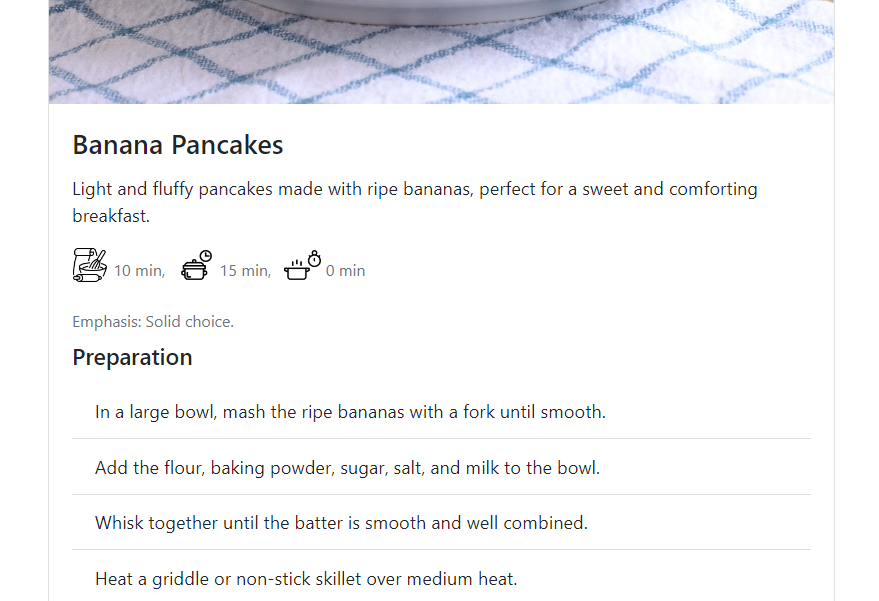 Banana Pancakes
Light and fluffy pancakes made with ripe bananas, perfect for a sweet and comforting
breakfast.
10 min, 15 min, 0 min
Emphasis: Solid choice.
Preparation
In a large bowl, mash the ripe bananas with a fork until smooth.
Add the flour, baking powder, sugar, salt, and milk to the bowl.
Whisk together until the batter is smooth and well combined.
Heat a griddle or non-stick skillet over medium heat.